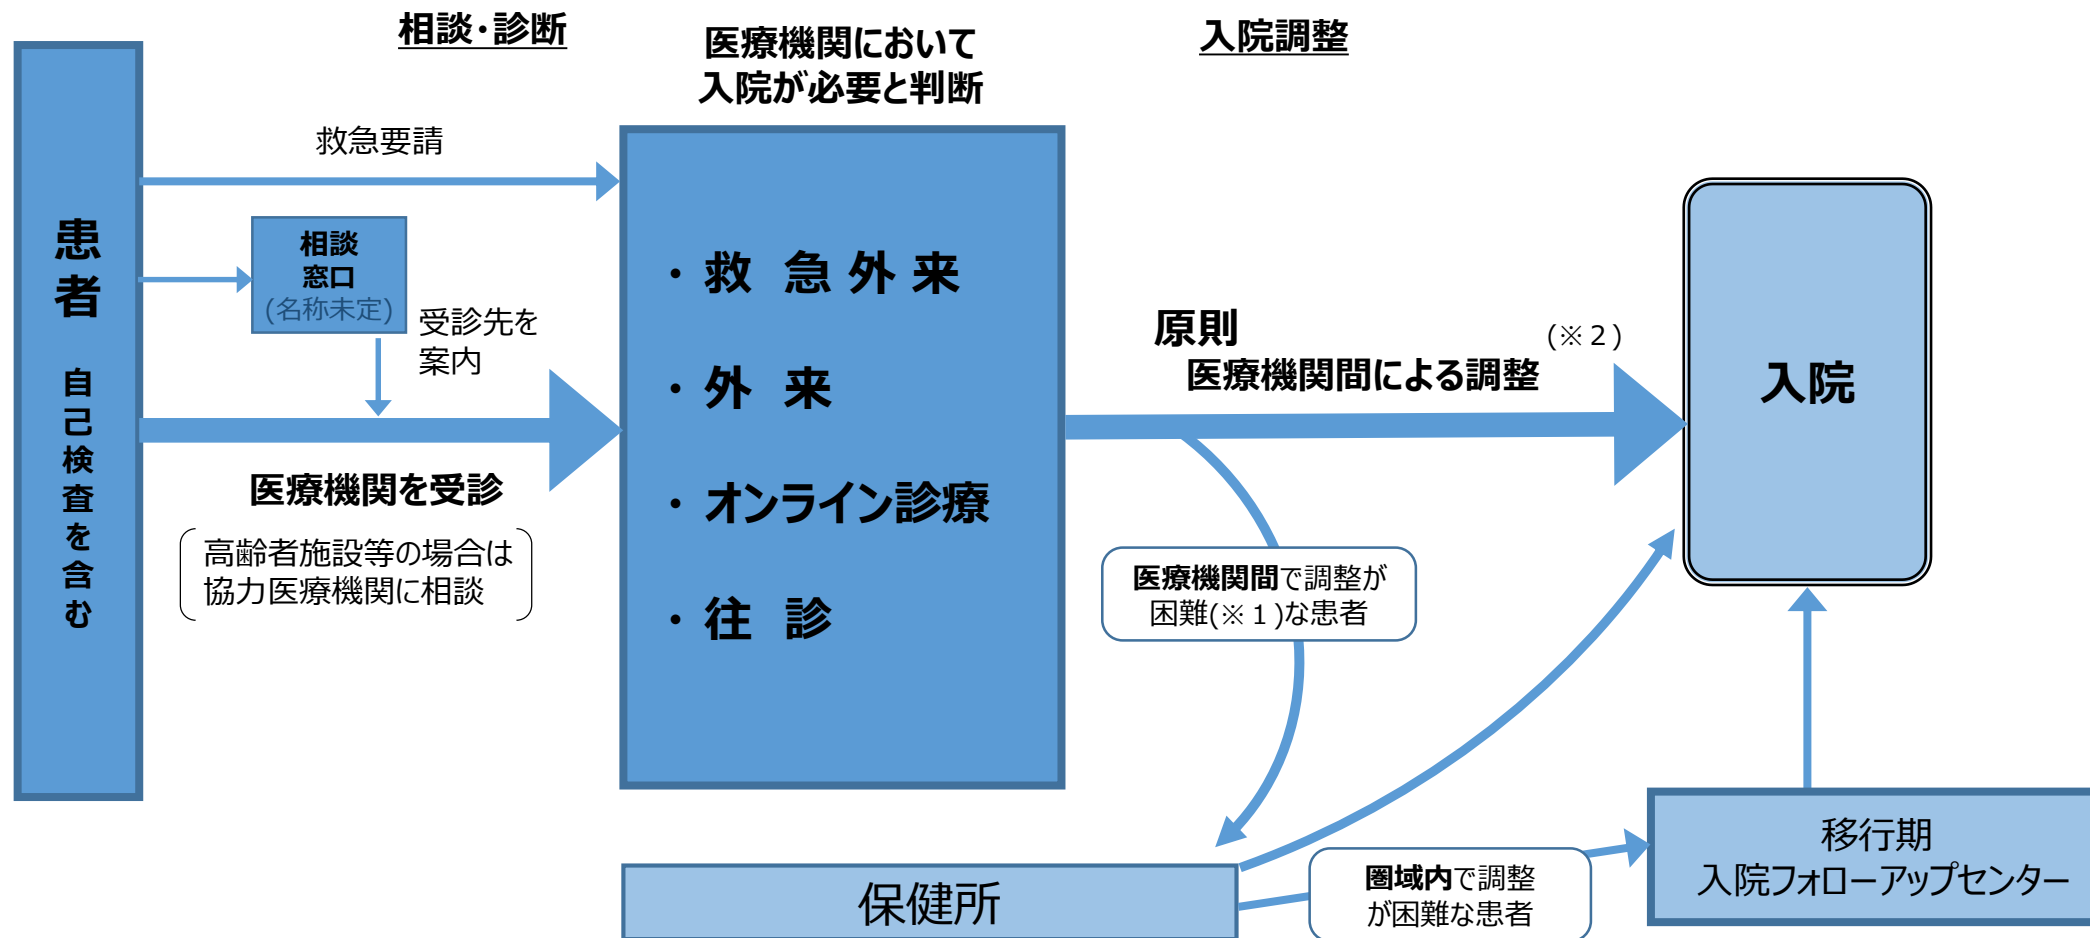 相談・診断
医療機関において
入院が必要と判断
入院調整
救急要請
患者 自己検査を含む
相談
窓口
(名称未定)
受診先を
案内
医療機関を受診
高齢者施設等の場合は
協力医療機関に相談
・救 急 外 来
・外 来
・オンライン診療
・往 診
原則
医療機関間による調整
(※２)
入院
医療機関間で調整が
困難(※１)な患者
保健所
圏域内で調整
が困難な患者
移行期
入院フォローアップセンター